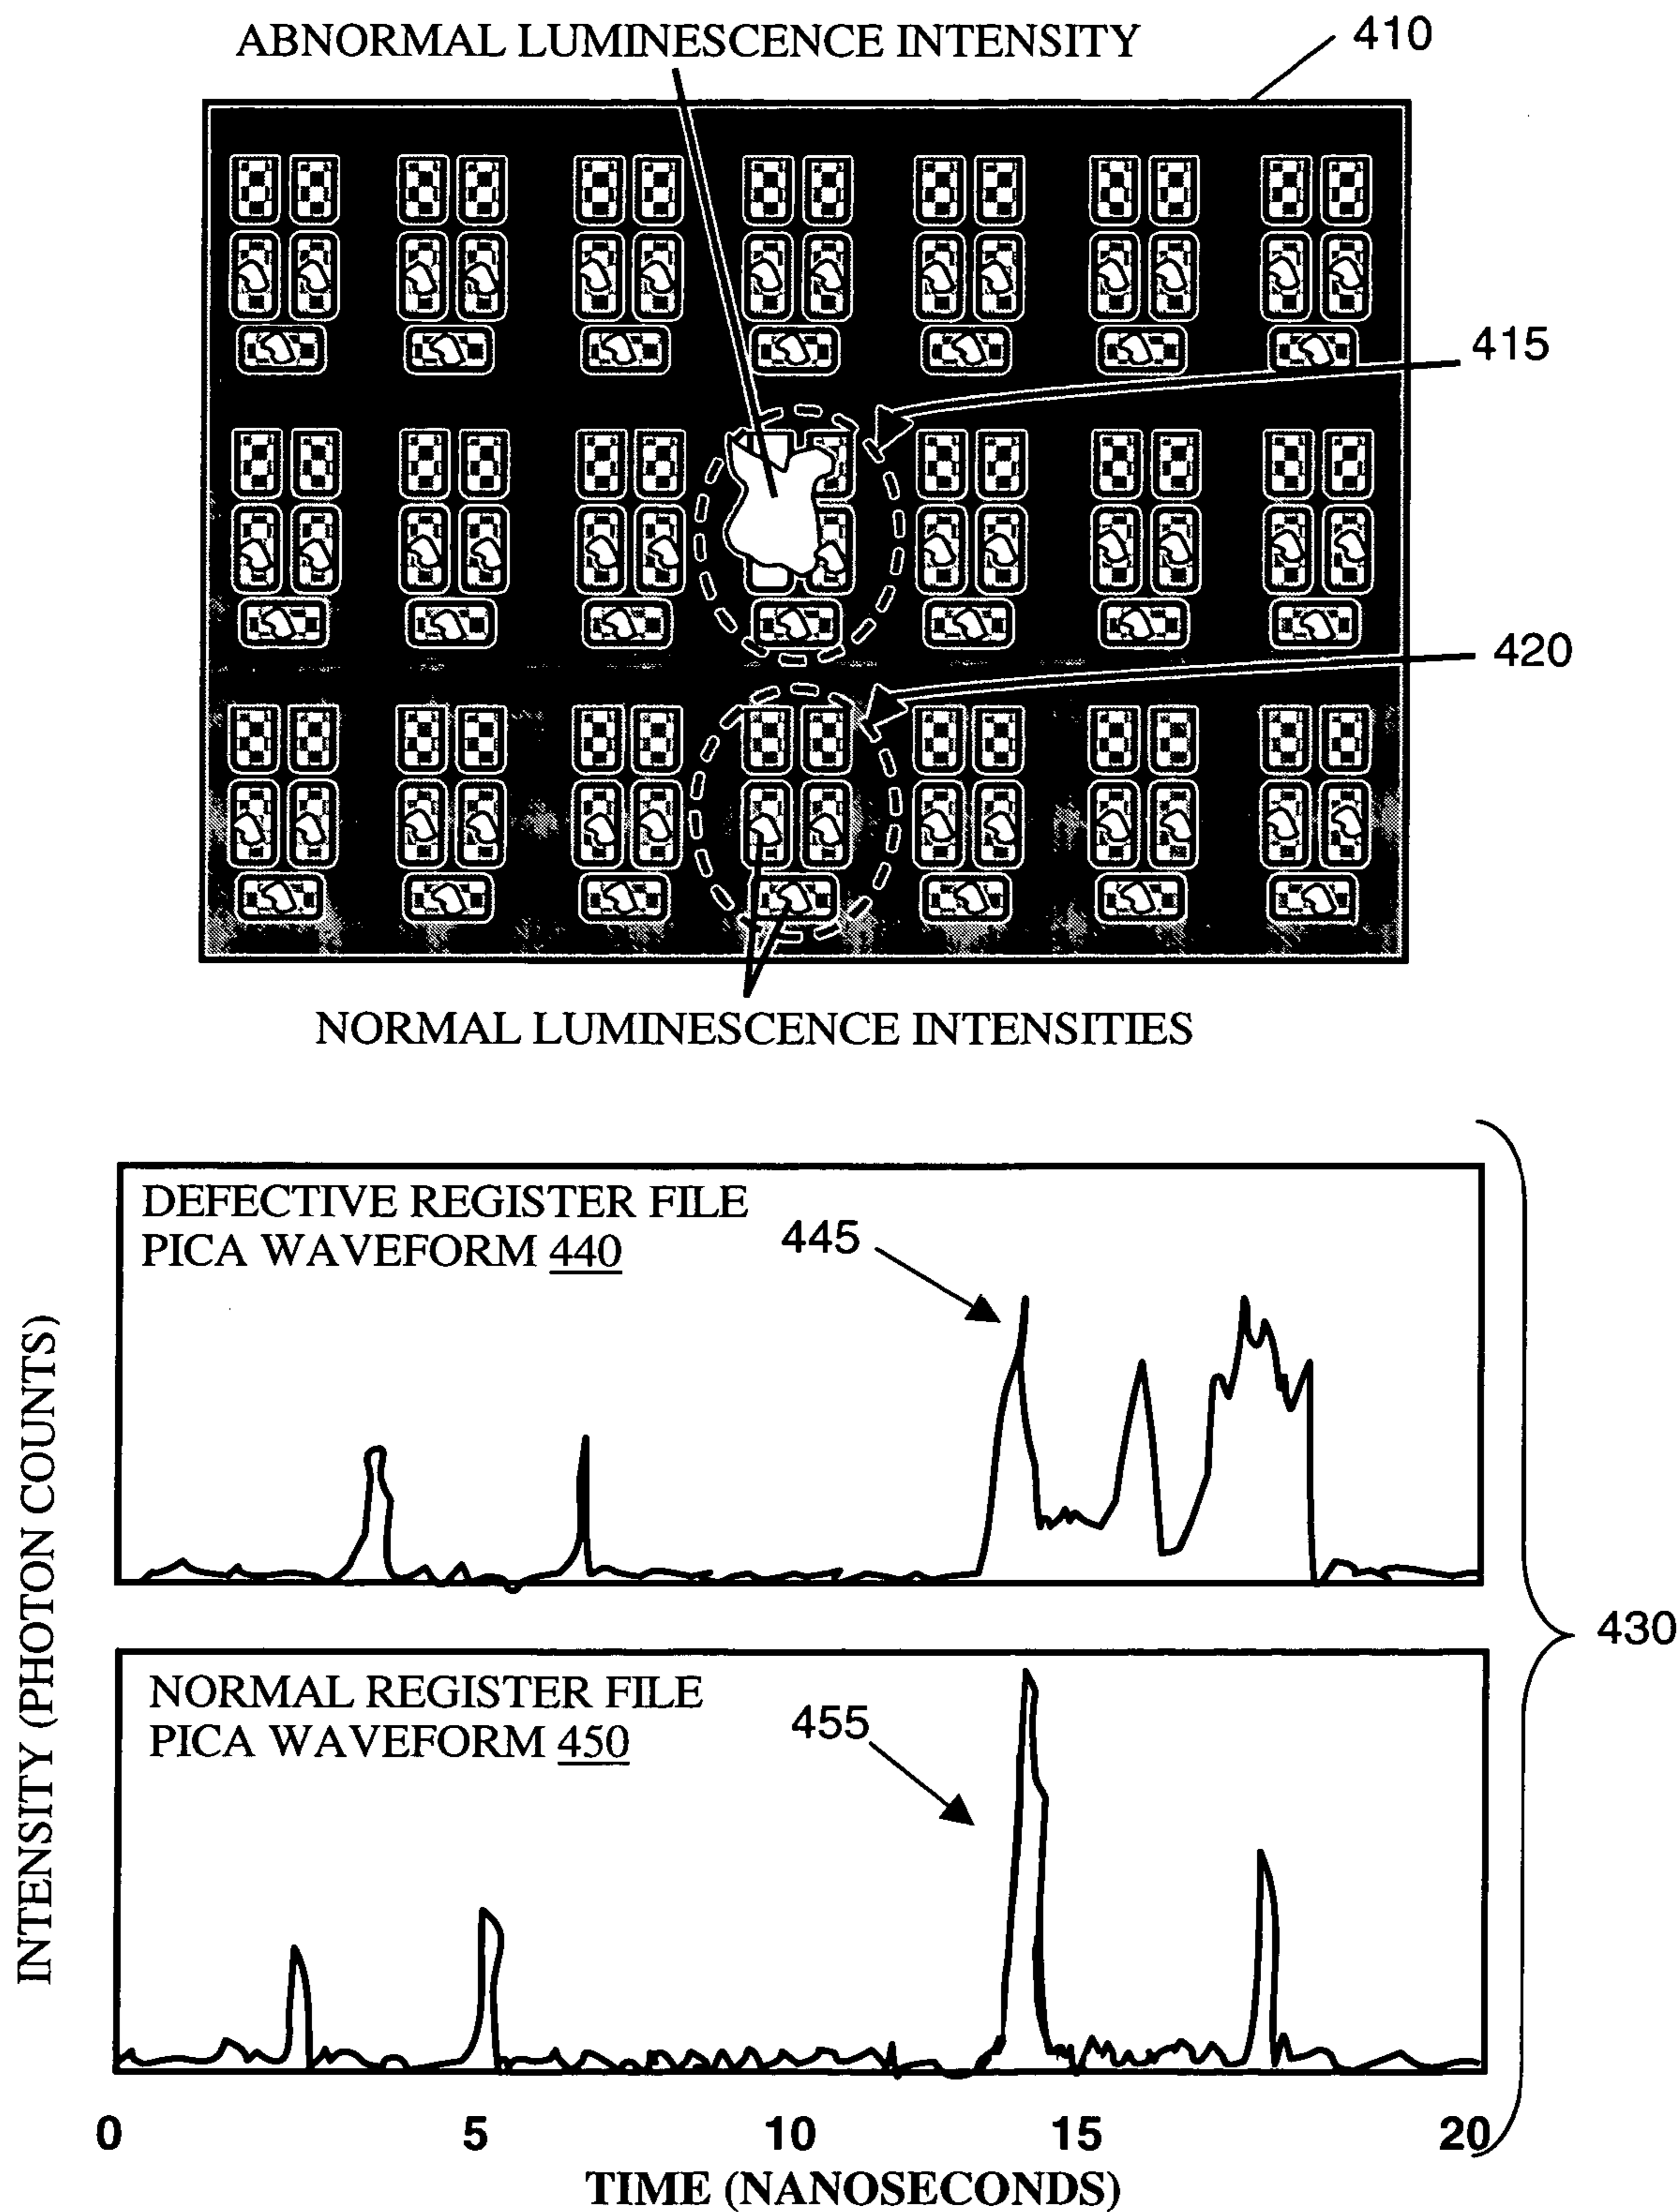 ABNORMAL LUMINESCENCE INTENSITY
410
415
420
NORMAL LUMINESCENCE INTENSITIES
DEFECTIVE REGISTER FILE
PICA WAVEFORM 440
445
430
NORMAL REGISTER FILE
PICA WAVEFORM 450
455
INTENSITY (PHOTON COUNTS)
0 5 10 15 20
TIME (NANOSECONDS)